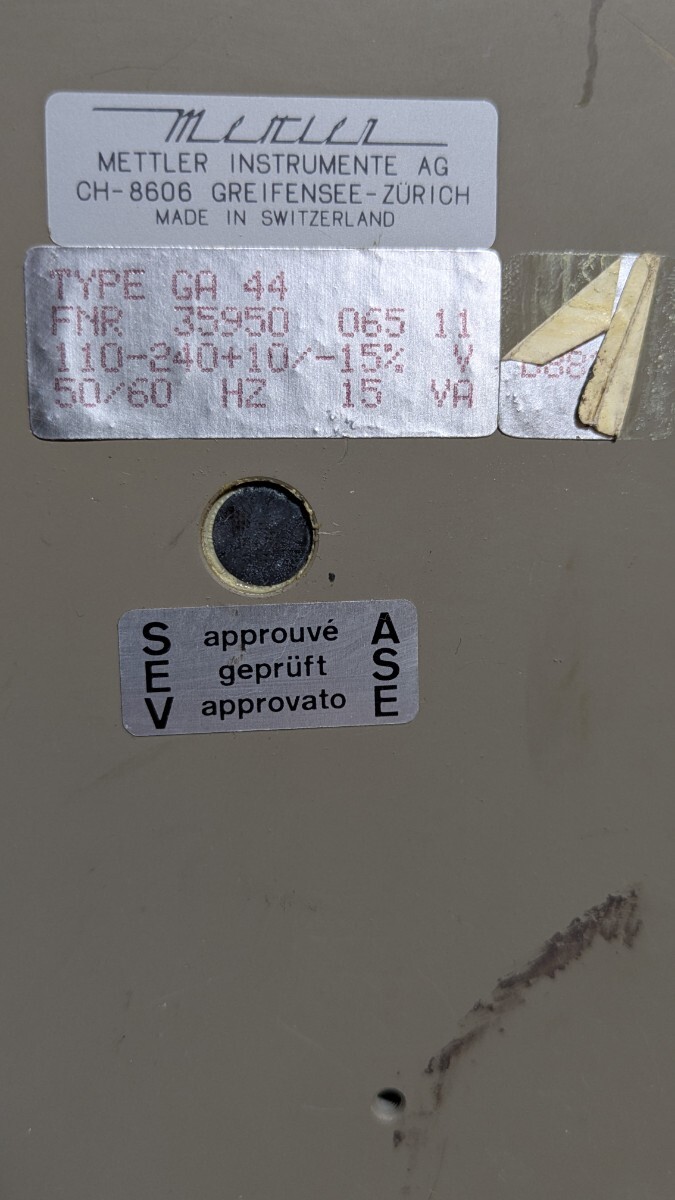 Mettler
METTLER INSTRUMENTE AG
CH-8606 GREIFENSEE-ZÜRICH
MADE IN SWITZERLAND
TYPE GA 44
FNR 35950 065 11
110-240+10/-15% V
50/60 HZ 15 VA
SEV
approuvé
geprüft
approvato
ASE